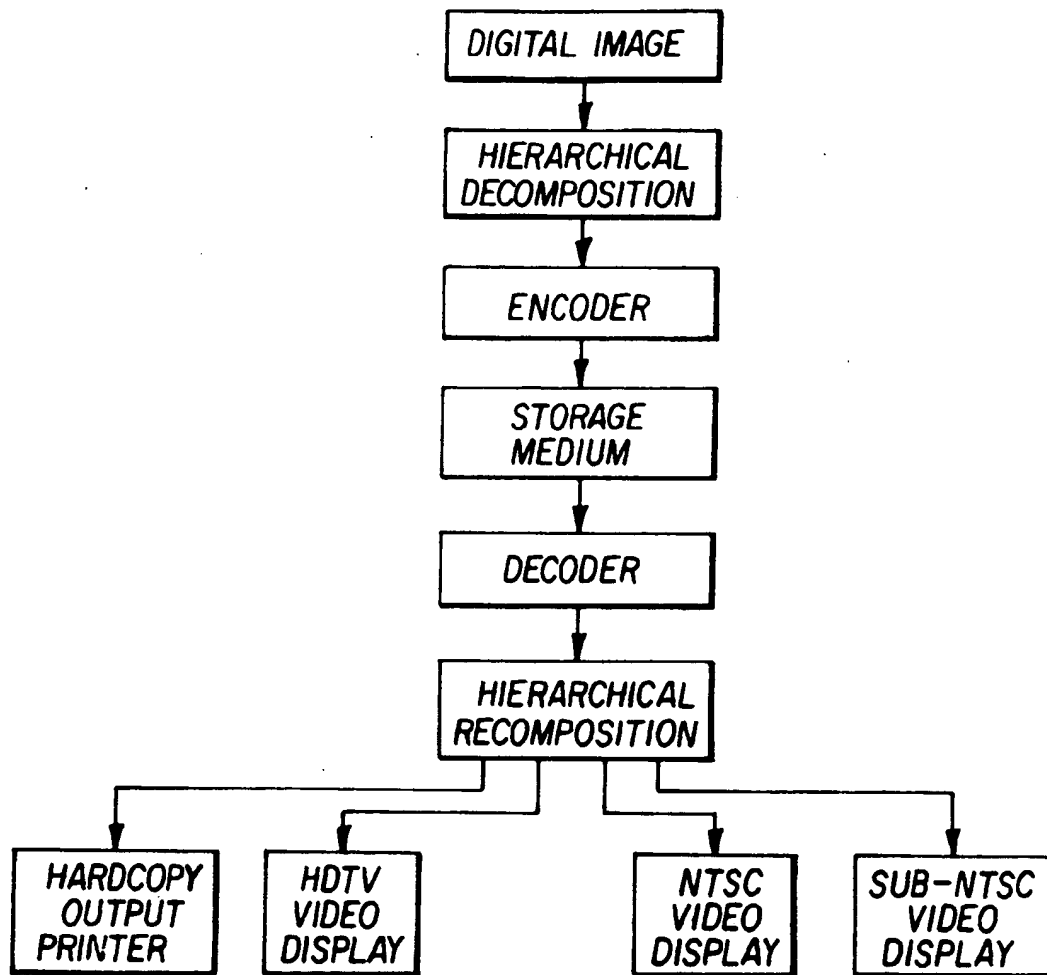 DIGITAL IMAGE
HIERARCHICAL
DECOMPOSITION
ENCODER
STORAGE
MEDIUM
DECODER
HIERARCHICAL
RECOMPOSITION
HARDCOPY
OUTPUT
PRINTER
HDTV
VIDEO
DISPLAY
NTSC
VIDEO
DISPLAY
SUB-NTSC
VIDEO
DISPLAY